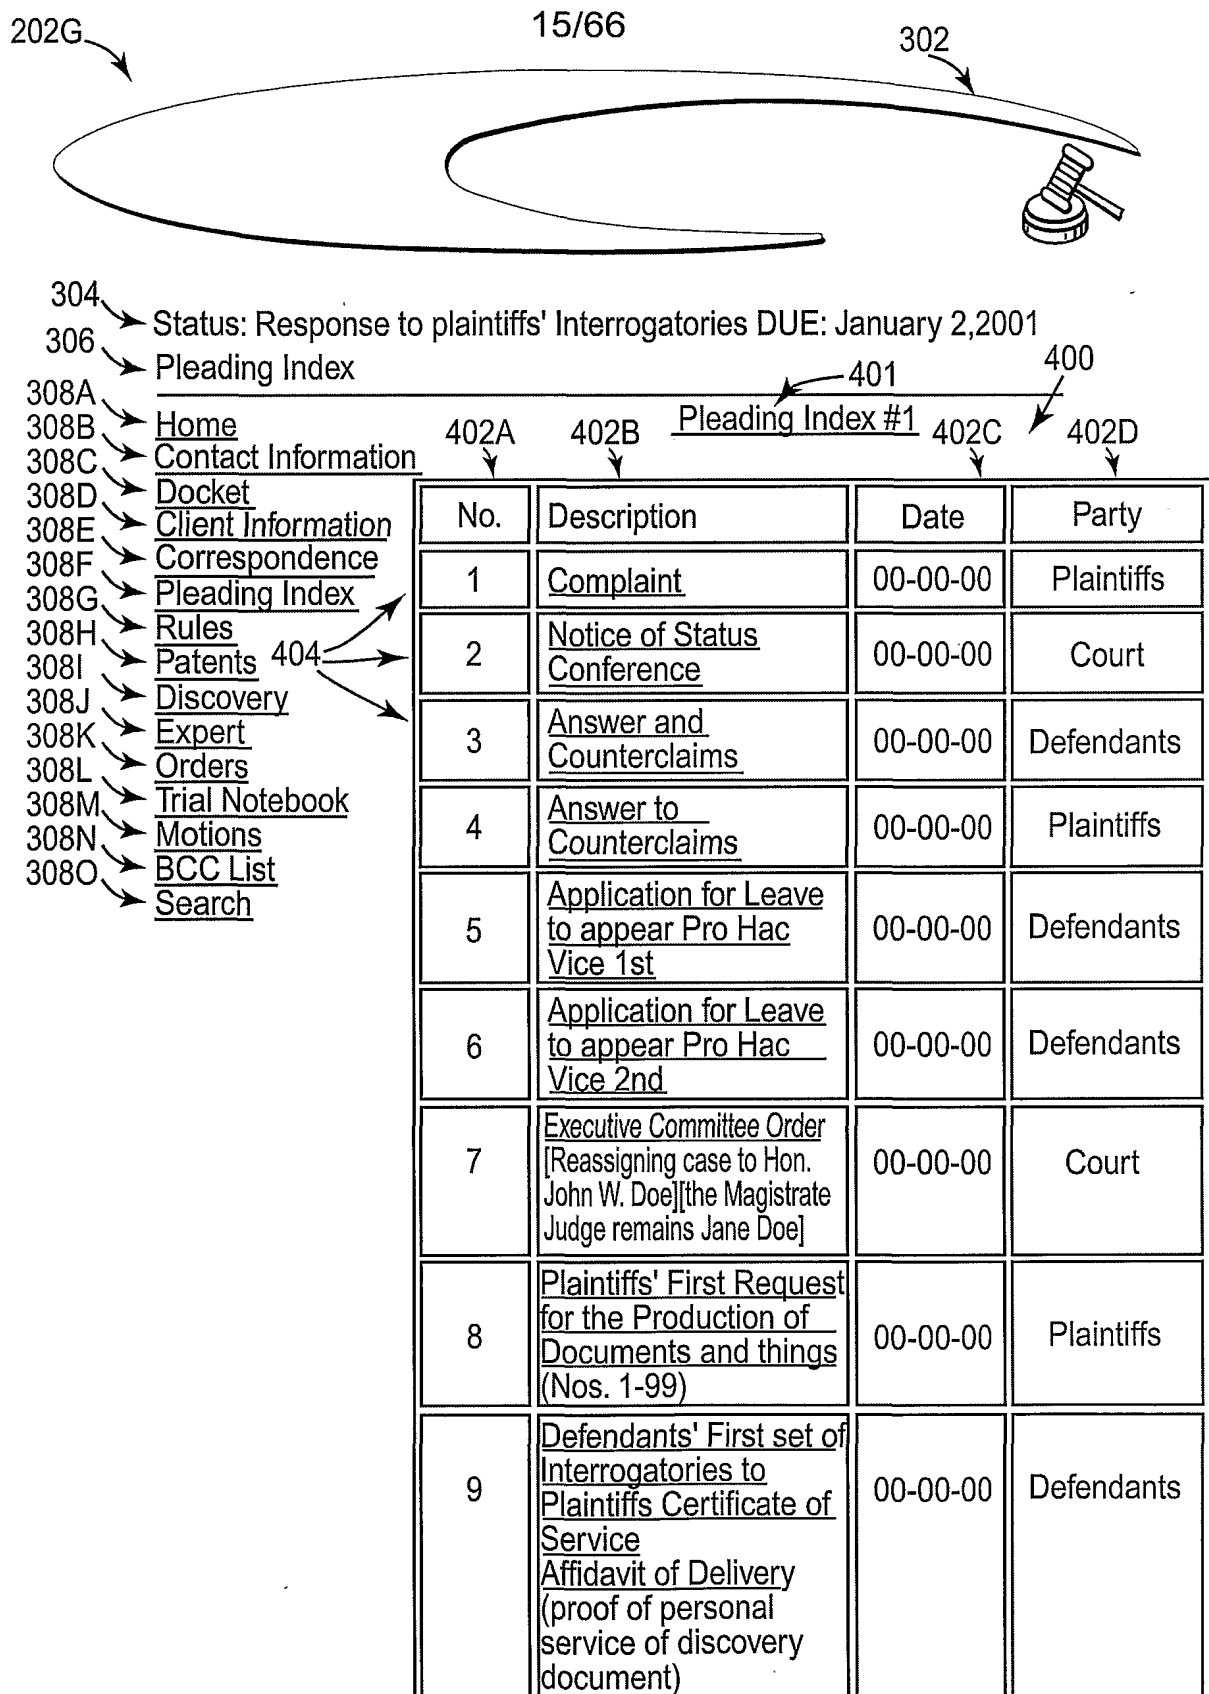 15/66
202G
302
304
Status: Response to plaintiffs' Interrogatories DUE: January 2,2001
306
Pleading Index
401
400
Pleading Index #1
308A
Home
308B
Contact Information
308C
Docket
308D
Client Information
308E
Correspondence
308F
Pleading Index
308G
Rules
308H
Patents
308I
Discovery
308J
Expert
308K
Orders
308L
Trial Notebook
308M
Motions
308N
BCC List
308O
Search
404
402A 402B 402C 402D
No. Description Date Party
1 Complaint 00-00-00 Plaintiffs
2 Notice of Status
Conference 00-00-00 Court
3 Answer and
Counterclaims 00-00-00 Defendants
4 Answer to
Counterclaims 00-00-00 Plaintiffs
5 Application for Leave
to appear Pro Hac
Vice 1st 00-00-00 Defendants
6 Application for Leave
to appear Pro Hac
Vice 2nd 00-00-00 Defendants
7 Executive Committee Order
[Reassigning case to Hon.
John W. Doe][the Magistrate
Judge remains Jane Doe] 00-00-00 Court
8 Plaintiffs' First Request
for the Production of
Documents and things
(Nos. 1-99) 00-00-00 Plaintiffs
9 Defendants' First set of
Interrogatories to
Plaintiffs Certificate of
Service
Affidavit of Delivery
(proof of personal
service of discovery
document) 00-00-00 Defendants